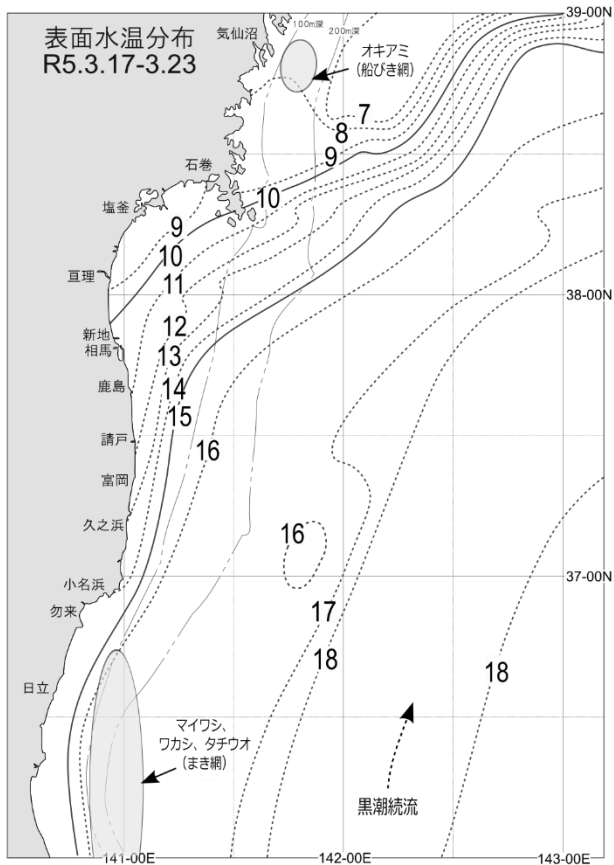 表面水温分布
R5.3.17-3.23
気仙沼
100m深
200m深
39-00N
オキアミ
(船びき網)
7
8
9
石巻
10
塩釜
9
10
亘理
11
38-00N
新地
12
相馬
13
鹿島
14
15
請戸
16
富岡
久之浜
16
小名浜
37-00N
勿来
17
18
18
日立
マイワシ、
ワカシ、タチウオ
(まき網)
黒潮続流
141-00E
142-00E
143-00E